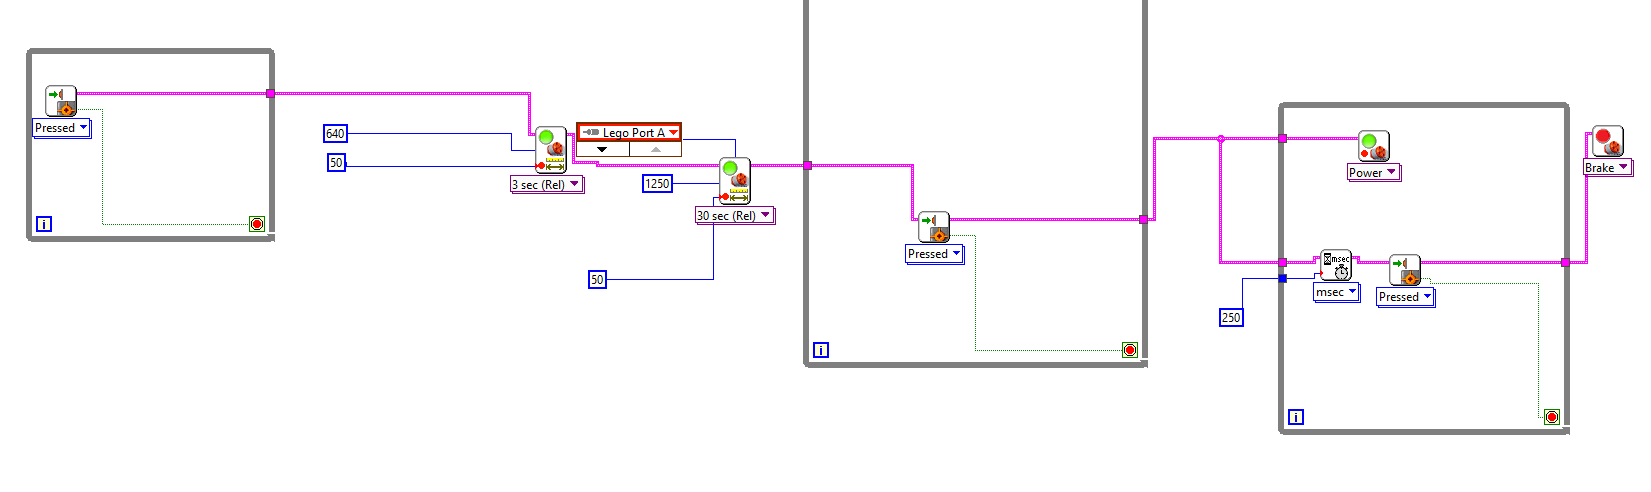 Pressed
i
640
50
3 sec (Rel)
Lego Port A
1250
30 sec (Rel)
50
Pressed
i
Power
Brake
msec
msec
Pressed
250
i